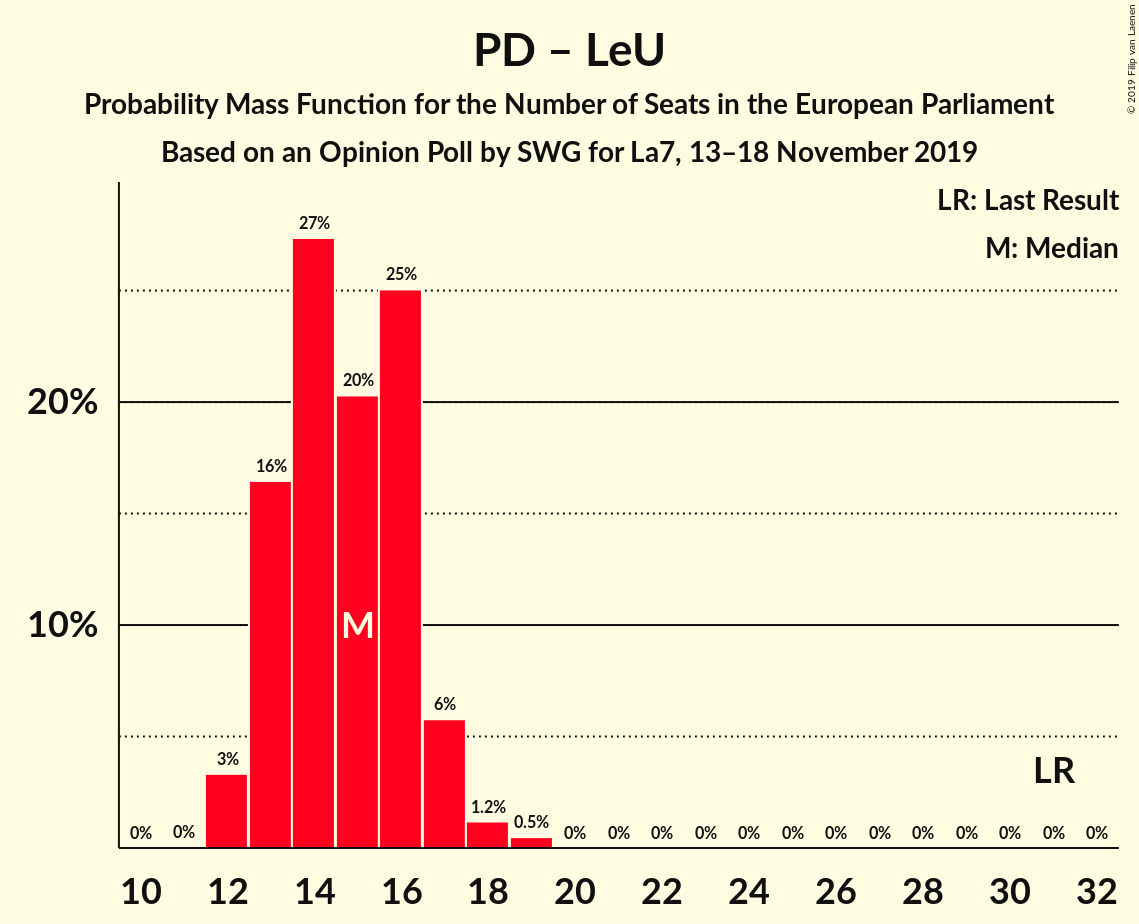 PD – LeU
Probability Mass Function for the Number of Seats in the European Parliament
Based on an Opinion Poll by SWG for La7, 13–18 November 2019
© 2019 Filip van Laenen
LR: Last Result
M: Median
27%
25%
20%
20%
16%
10%
M
6%
3%
LR
1.2%
0.5%
0% 0% 0% 0% 0% 0% 0% 0% 0% 0% 0% 0% 0% 0% 0%
10 12 14 16 18 20 22 24 26 28 30 32